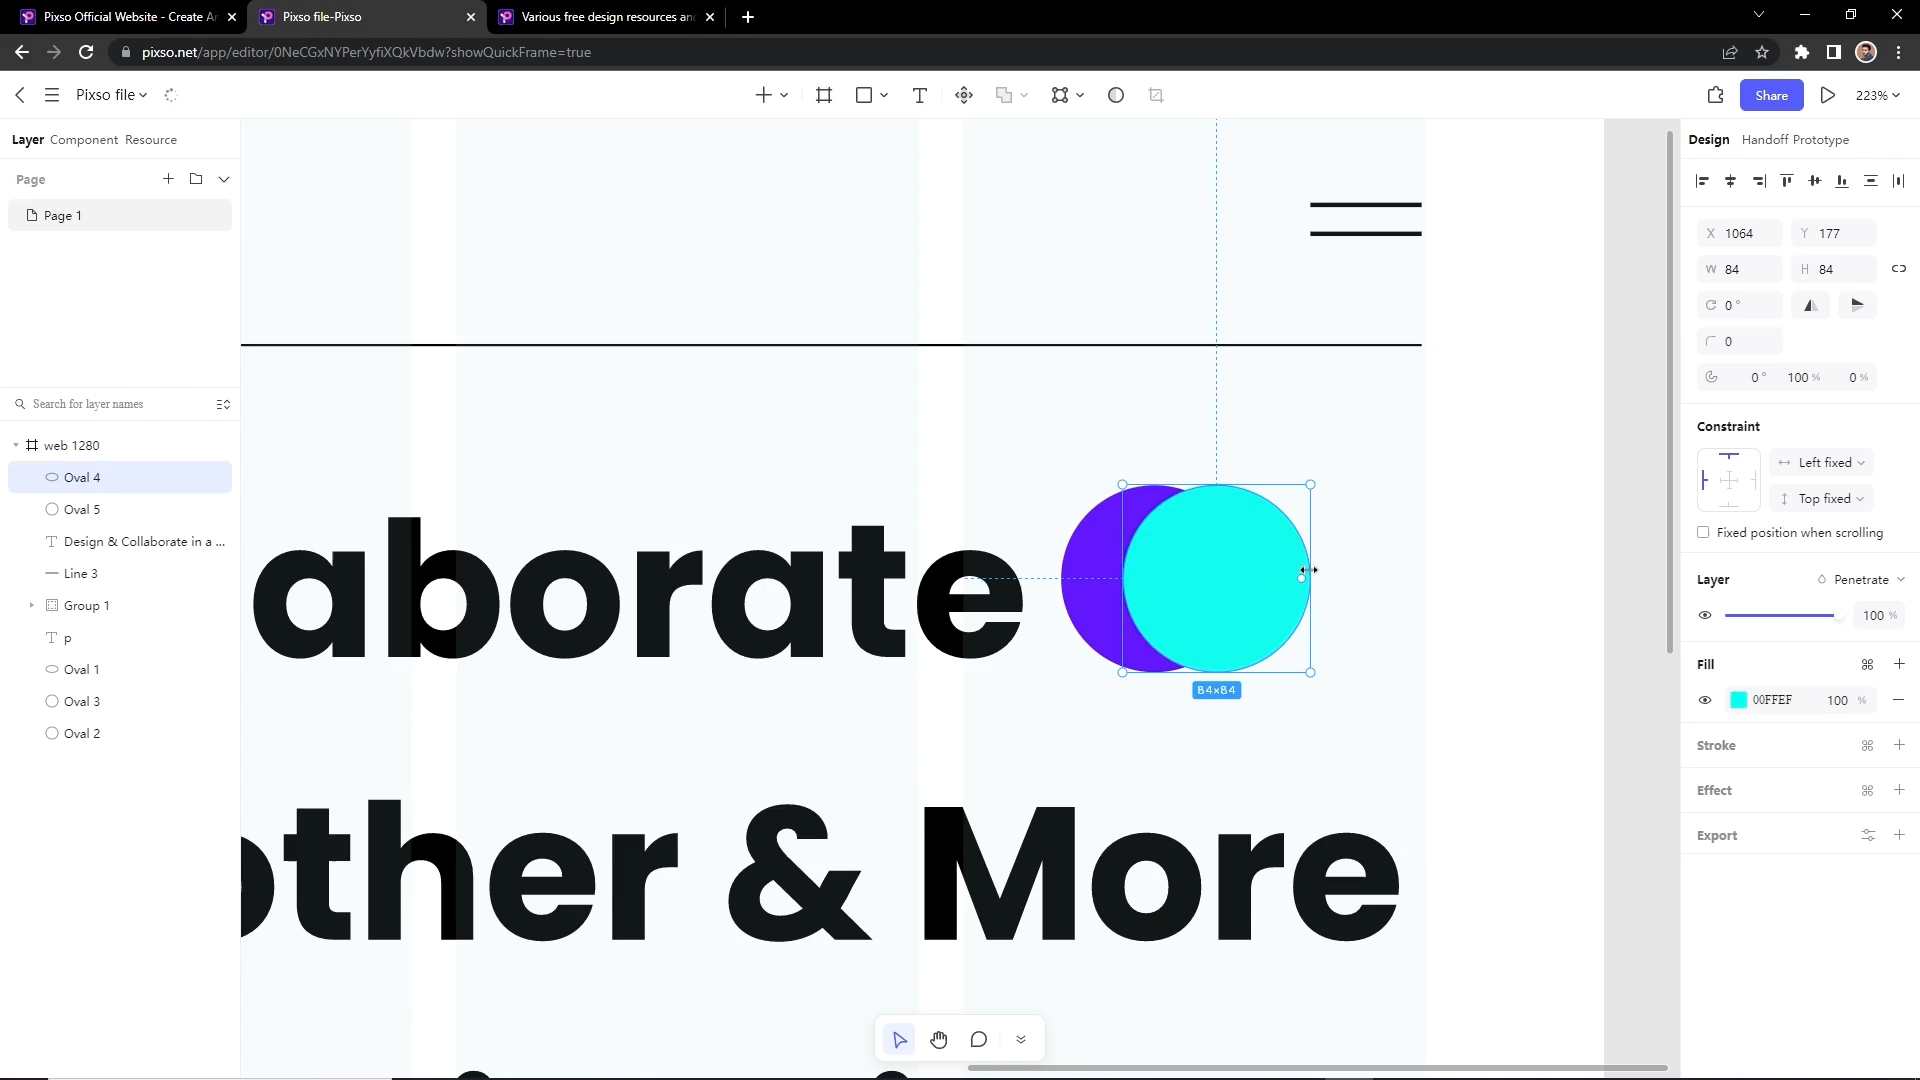 Pixso Official Website - Create Ar
Pixso file-Pixso
Various free design resources and
pixso.net/app/editor/0NeCGxNYPerYyfiXQkVbdw?showQuickFrame=true
Pixso file
Share
223%
Layer Component Resource
Page
Page 1
Search for layer names
web 1280
Oval 4
Oval 5
Design & Collaborate in a ...
Line 3
Group 1
p
Oval 1
Oval 3
Oval 2
aborate
other & More
84×84
Design Handoff Prototype
X 1064 Y 177
W 84 H 84
0°
0
0° 100 % 0 %
Constraint
Left fixed
Top fixed
Fixed position when scrolling
Layer Penetrate
100 %
Fill
00FFEF 100 %
Stroke
Effect
Export